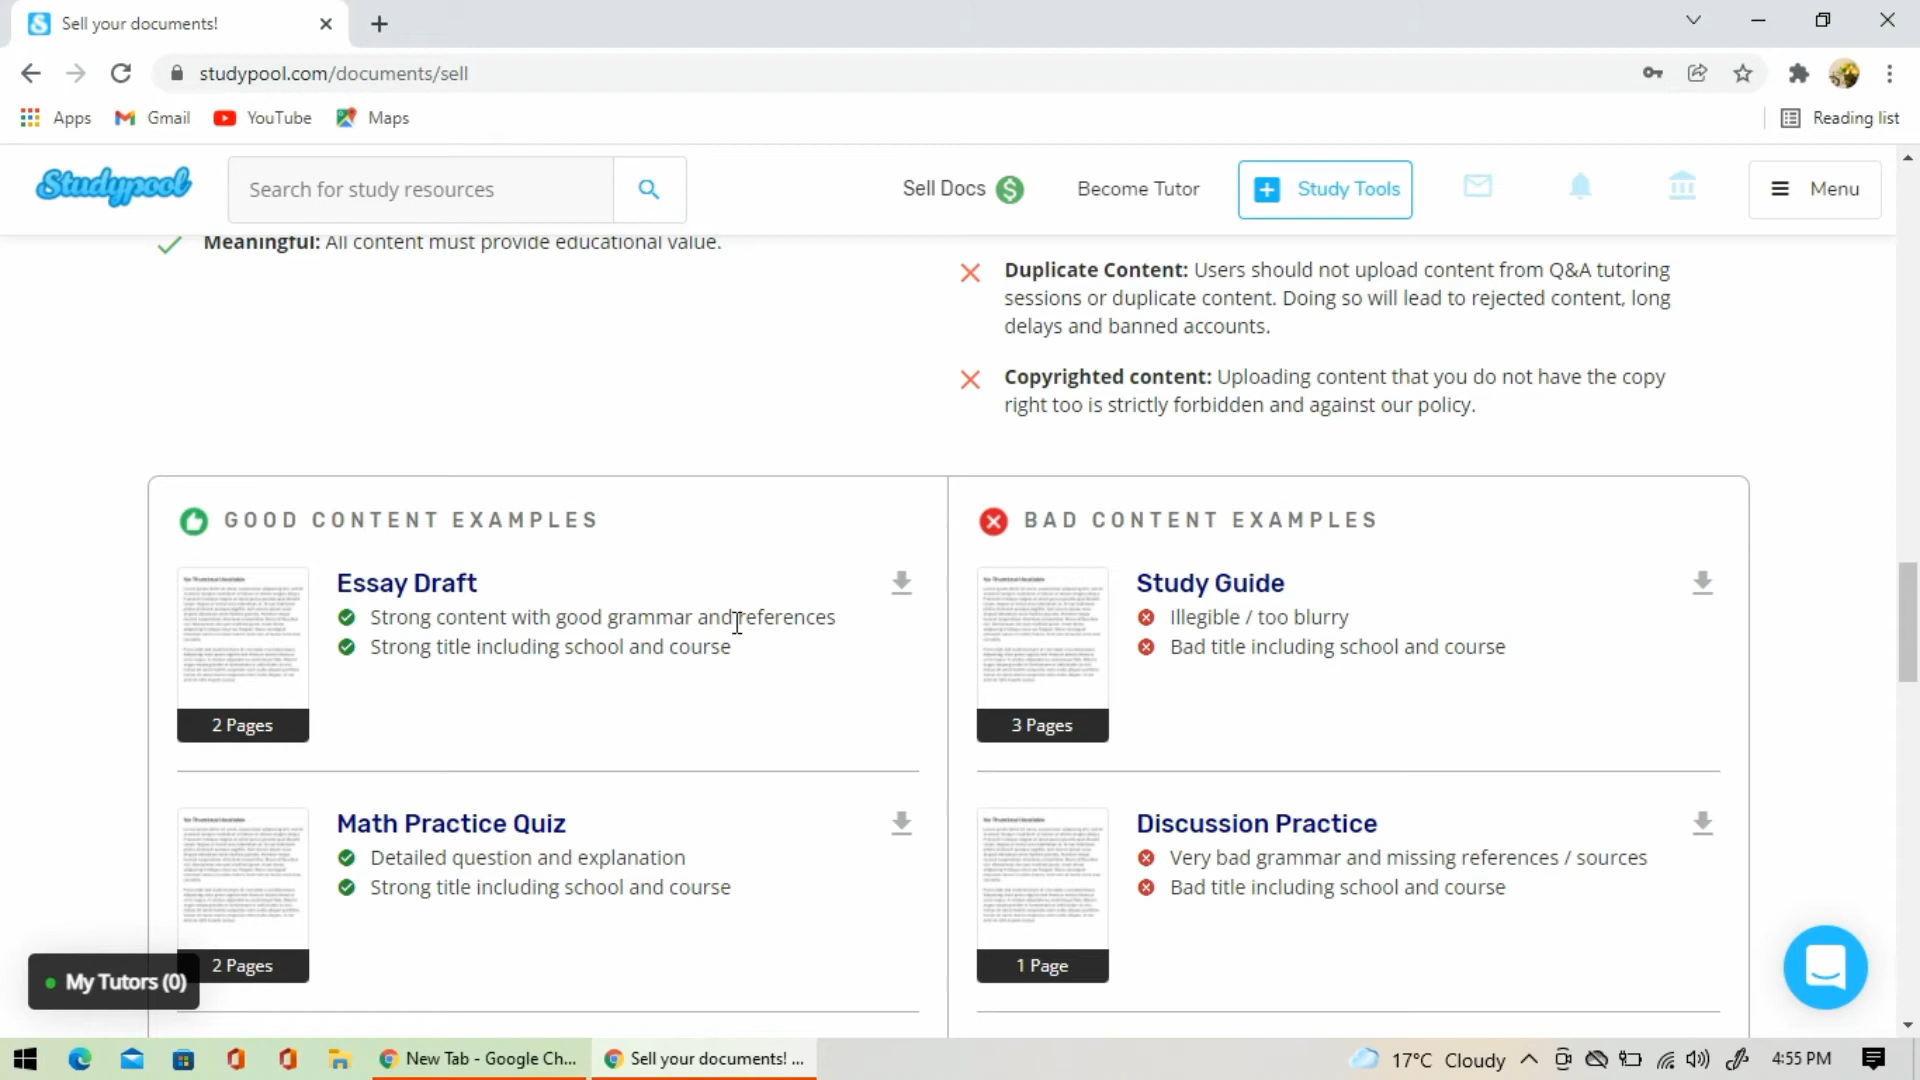 Sell your documents!
studypool.com/documents/sell
Apps
Gmail
YouTube
Maps
Reading list
Studypool
Search for study resources
Sell Docs
$
Become Tutor
Study Tools
Menu
Meaningful: All content must provide educational value.
Duplicate Content: Users should not upload content from Q&A tutoring
sessions or duplicate content. Doing so will lead to rejected content, long
delays and banned accounts.
Copyrighted content: Uploading content that you do not have the copy
right too is strictly forbidden and against our policy.
GOOD CONTENT EXAMPLES
Essay Draft
Strong content with good grammar and references
Strong title including school and course
2 Pages
Math Practice Quiz
Detailed question and explanation
Strong title including school and course
2 Pages
BAD CONTENT EXAMPLES
Study Guide
Illegible / too blurry
Bad title including school and course
3 Pages
Discussion Practice
Very bad grammar and missing references / sources
Bad title including school and course
1 Page
My Tutors (0)
New Tab - Google Ch...
Sell your documents! ...
17°C Cloudy
4:55 PM